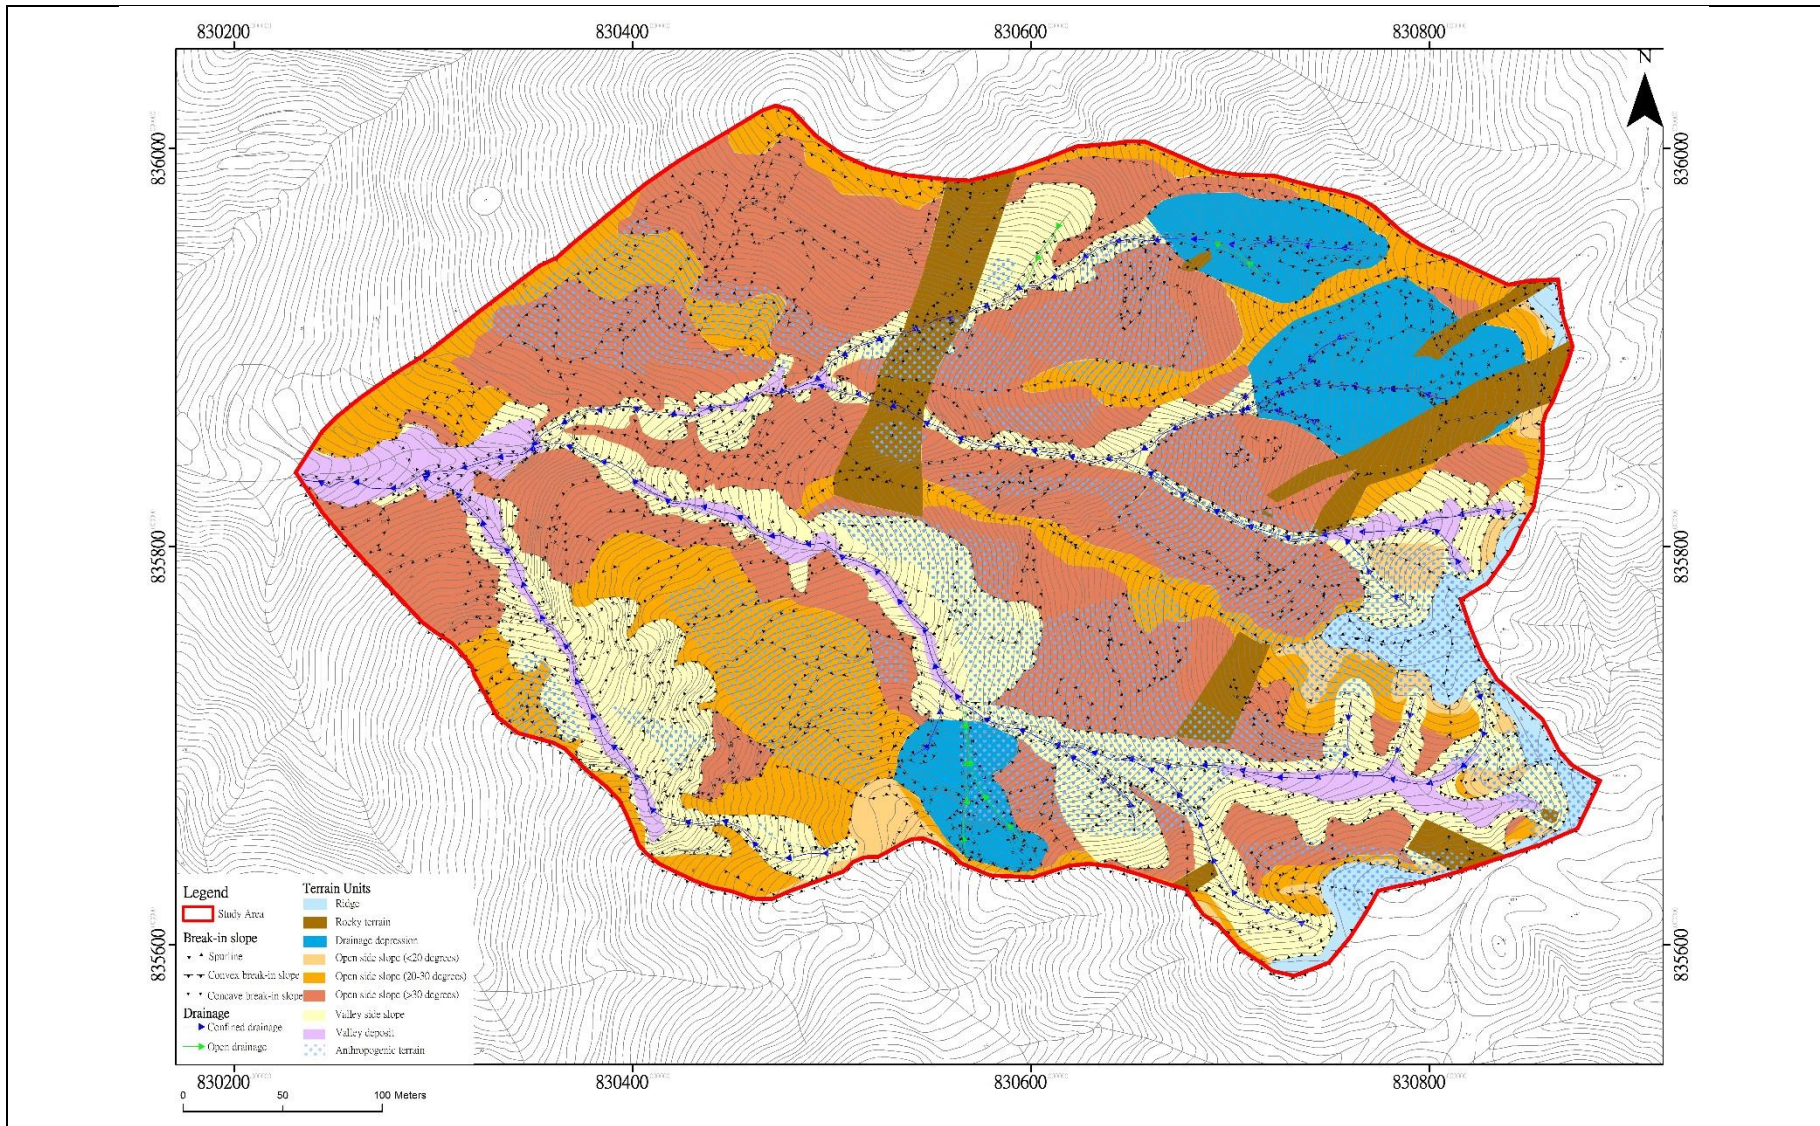 830200 830400 830600 830800
N
836000 836000
835800 835800
835600 835600
Legend
Study Area
Break-in slope
Spurline
Convex break-in slope
Concave break-in slope
Drainage
Confined drainage
Open drainage
Terrain Units
Ridge
Rocky terrain
Drainage depression
Open side slope (<20 degrees)
Open side slope (20-30 degrees)
Open side slope (>30 degrees)
Valley side slope
Valley deposit
Anthropogenic terrain
830200 830400 830600 830800
0 50 100 Meters